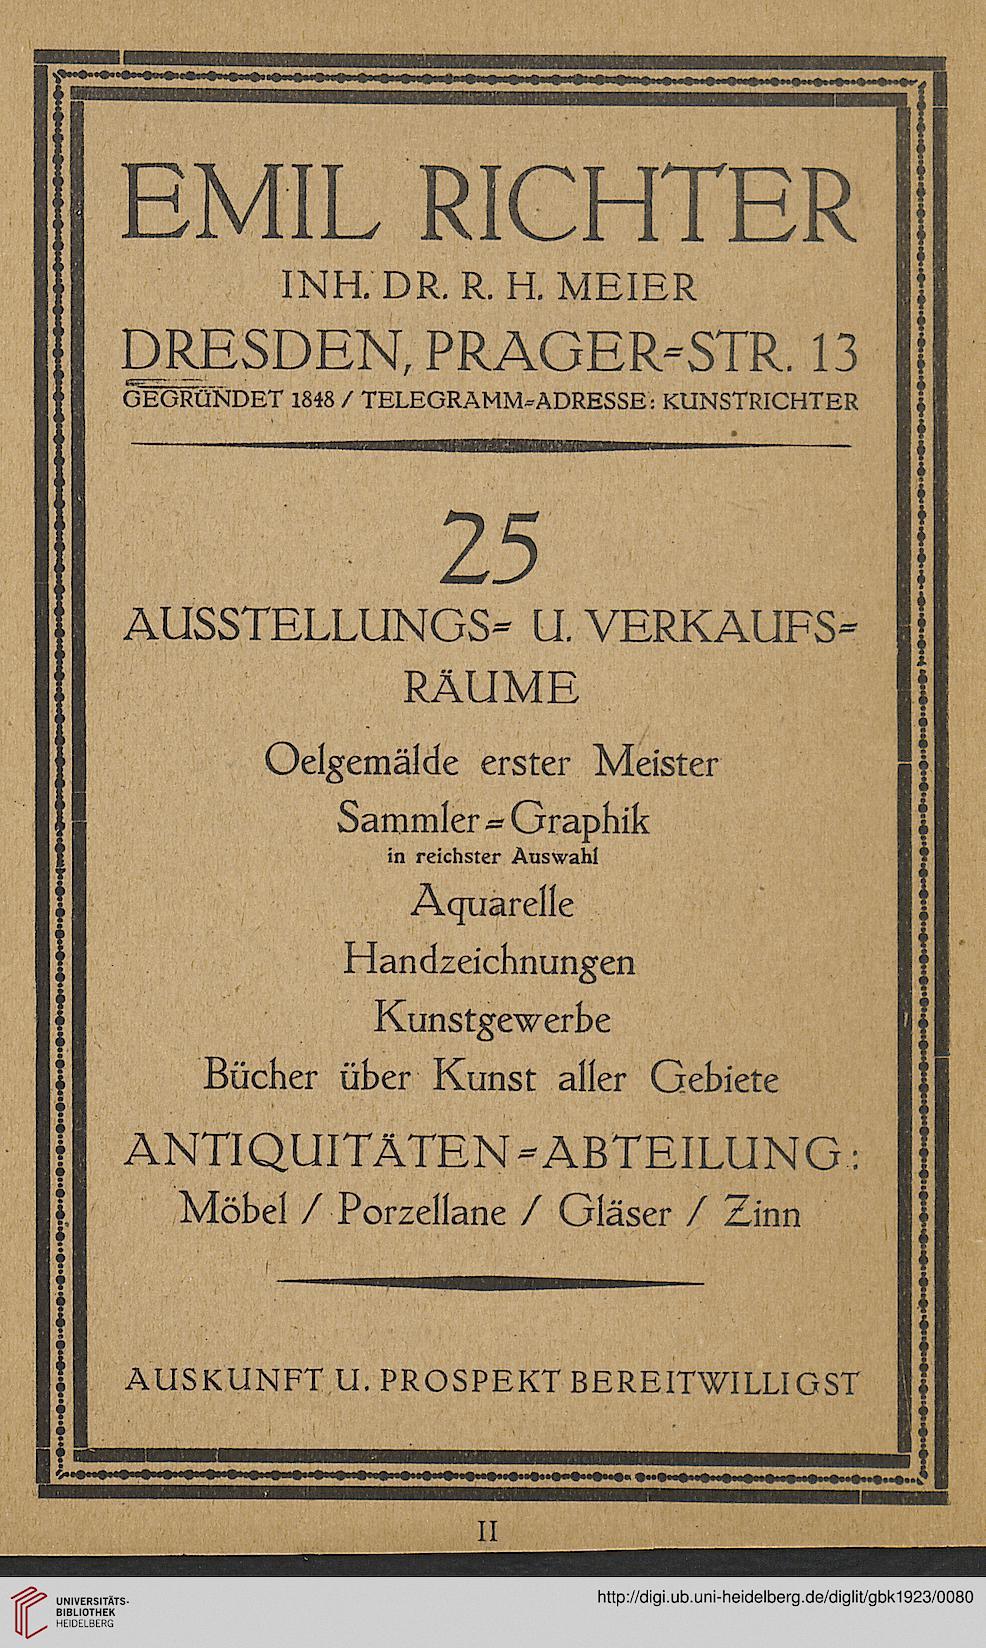 EMIL RICHTER
INH. DR. R. H. MEIER
DRESDEN, PRAGER=STR. 13
GEGRÜNDET 1848 / TELEGRAMM=ADRESSE: KUNSTRICHTER
25
AUSSTELLUNGS= U. VERKAUFS=
RÄUME
Oelgemälde erster Meister
Sammler=Graphik
in reichster Auswahl
Aquarelle
Handzeichnungen
Kunstgewerbe
Bücher über Kunst aller Gebiete
ANTIQUITÄTEN=ABTEILUNG:
Möbel / Porzellane / Gläser / Zinn
AUSKUNFT U. PROSPEKT BEREITWILLIGST
II
UNIVERSITÄTS-
BIBLIOTHEK
HEIDELBERG
http://digi.ub.uni-heidelberg.de/diglit/gbk1923/0080